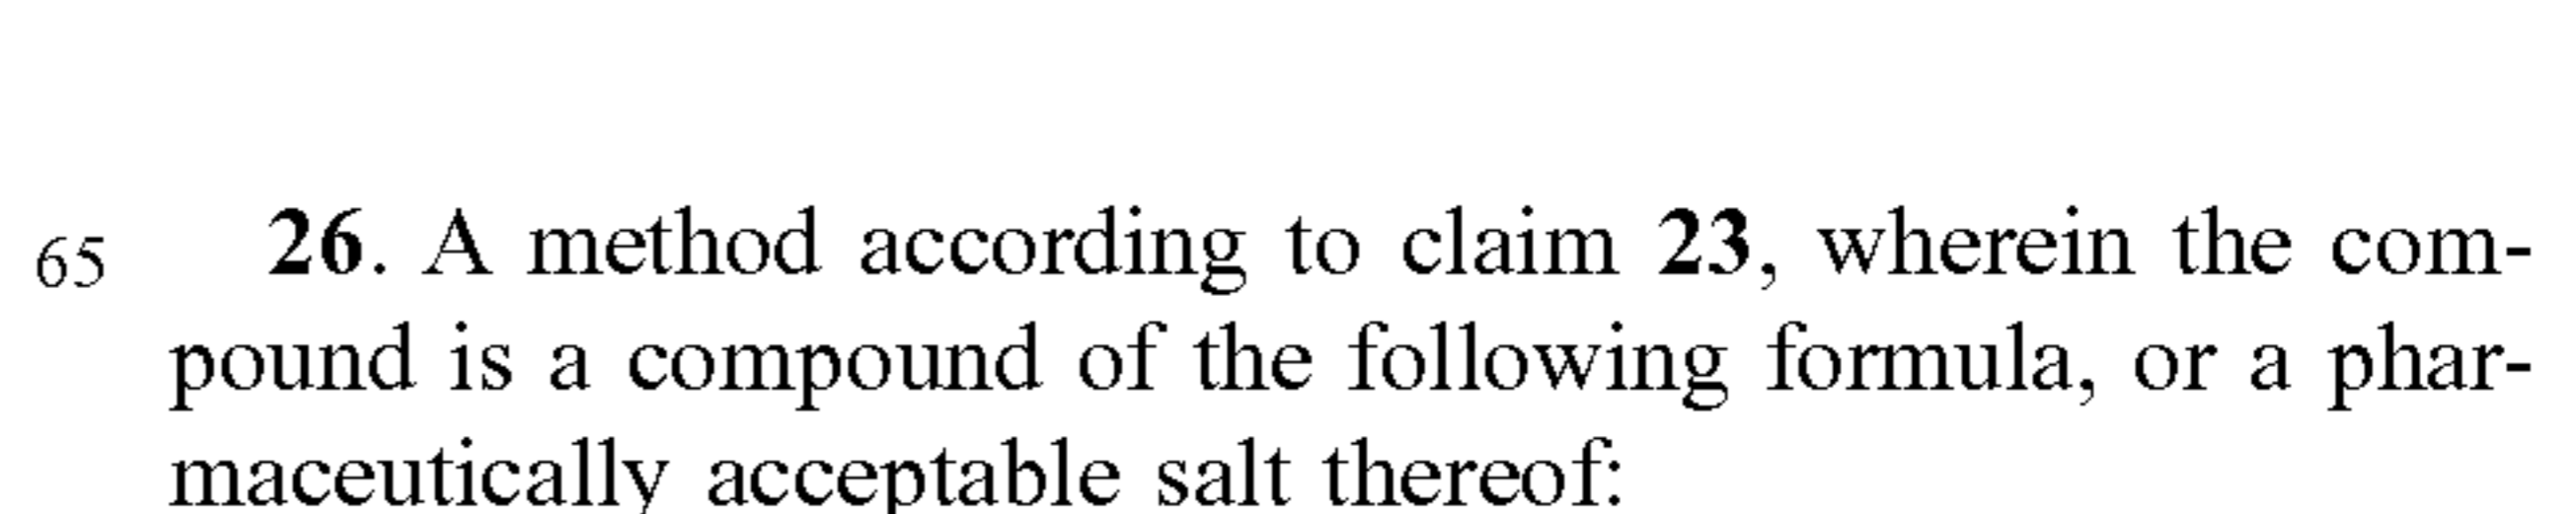 65 26. A method according to claim 23, wherein the com-
pound is a compound of the following formula, or a phar-
maceutically acceptable salt thereof: